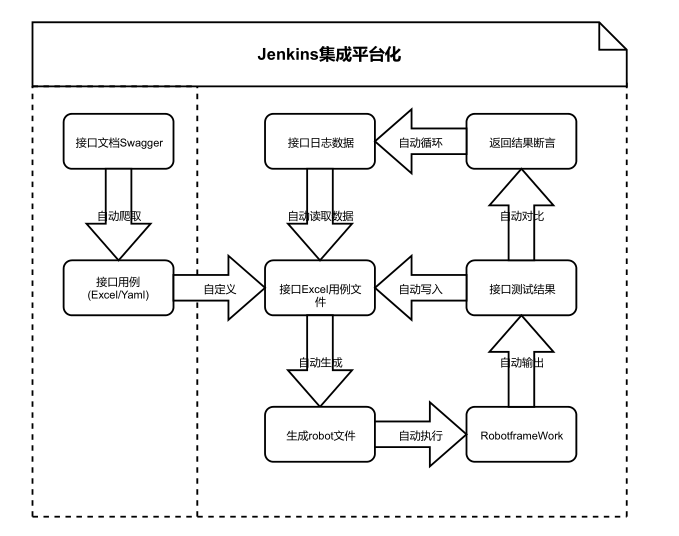 Jenkins集成平台化
接口文档Swagger
接口日志数据
自动循环
返回结果断言
自动爬取
自动读取数据
自动对比
接口用例
(Excel/Yaml)
自定义
接口Excel用例文
件
自动写入
接口测试结果
自动生成
自动输出
生成robot文件
自动执行
RobotframeWork